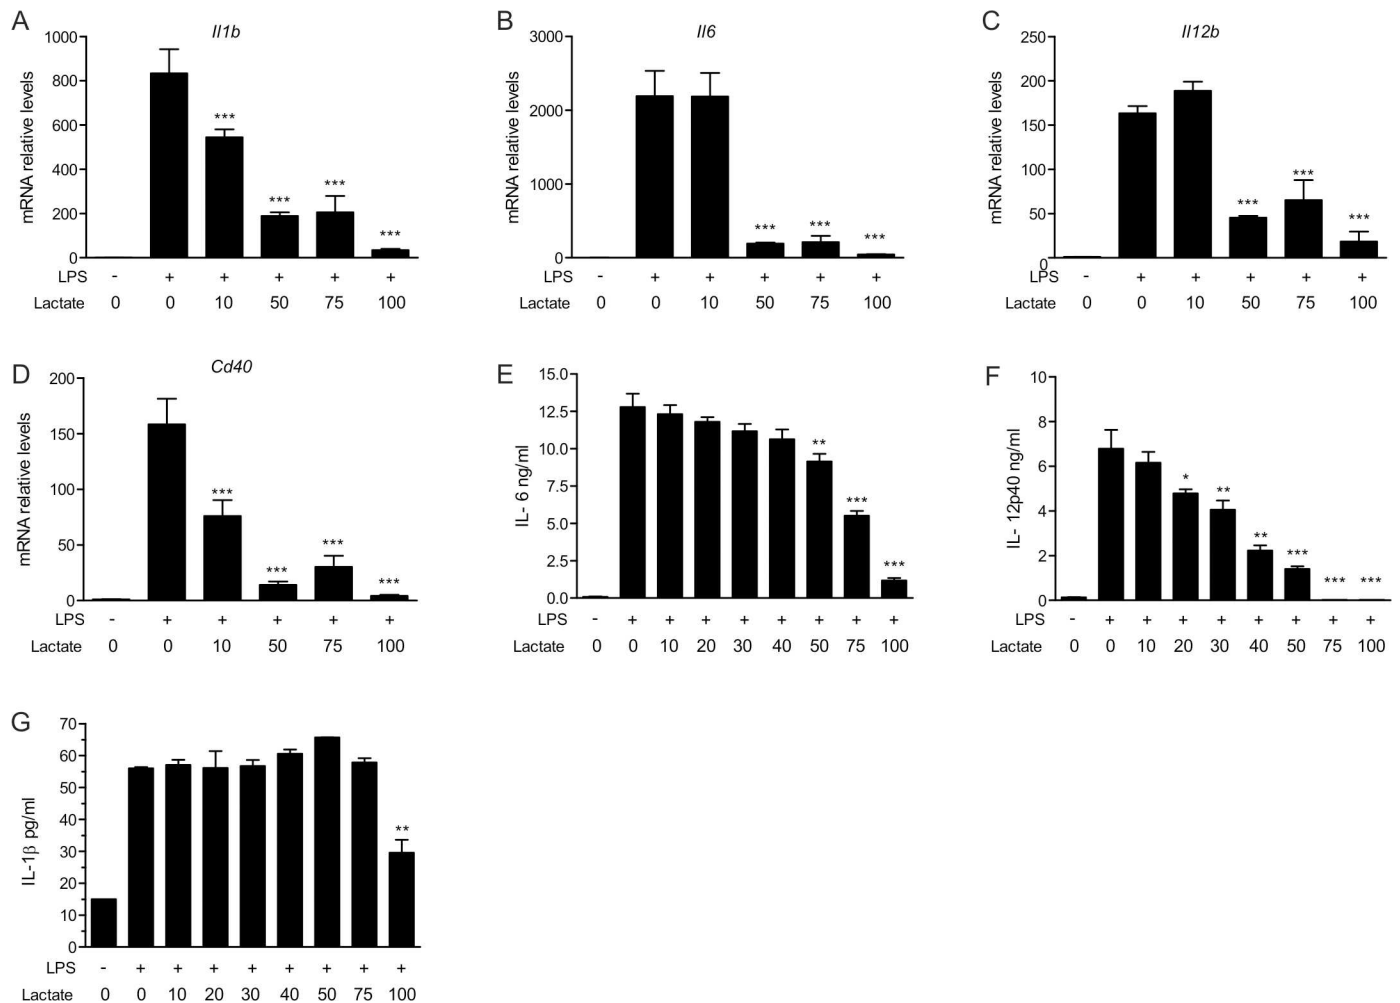 A
Il1b
mRNA relative levels
1000
800
600
400
200
0
***
***
***
***
LPS - + + + + +
Lactate 0 0 10 50 75 100
B
Il6
mRNA relative levels
3000
2000
1000
0
***
***
***
LPS - + + + + +
Lactate 0 0 10 50 75 100
C
Il12b
mRNA relative levels
250
200
150
100
50
0
***
***
***
LPS - + + + + +
Lactate 0 0 10 50 75 100
D
Cd40
mRNA relative levels
200
150
100
50
0
***
***
***
***
LPS - + + + + +
Lactate 0 0 10 50 75 100
E
IL- 6 ng/ml
15.0
12.5
10.0
7.5
5.0
2.5
0.0
**
***
***
LPS - + + + + + + + +
Lactate 0 0 10 20 30 40 50 75 100
F
IL- 12p40 ng/ml
10
8
6
4
2
0
*
**
**
***
***
***
LPS - + + + + + + + +
Lactate 0 0 10 20 30 40 50 75 100
G
IL-1β pg/ml
70
60
50
40
30
20
10
0
**
LPS - + + + + + + + +
Lactate 0 0 10 20 30 40 50 75 100